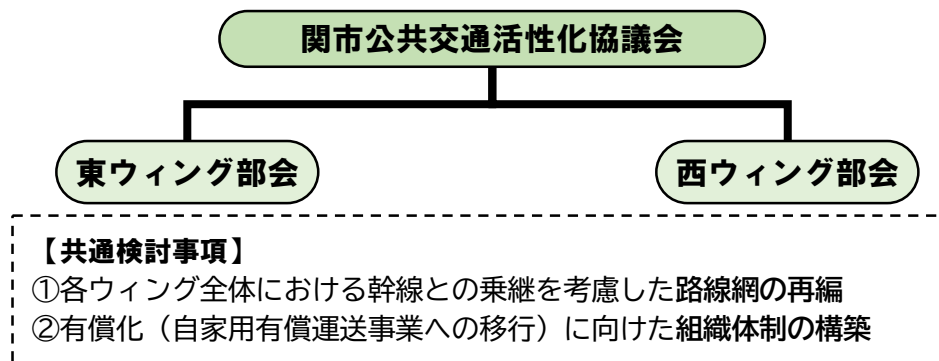 関市公共交通活性化協議会
東ウィング部会
西ウィング部会
【共通検討事項】
①各ウィング全体における幹線との乗継を考慮した路線網の再編
②有償化（自家用有償運送事業への移行）に向けた組織体制の構築